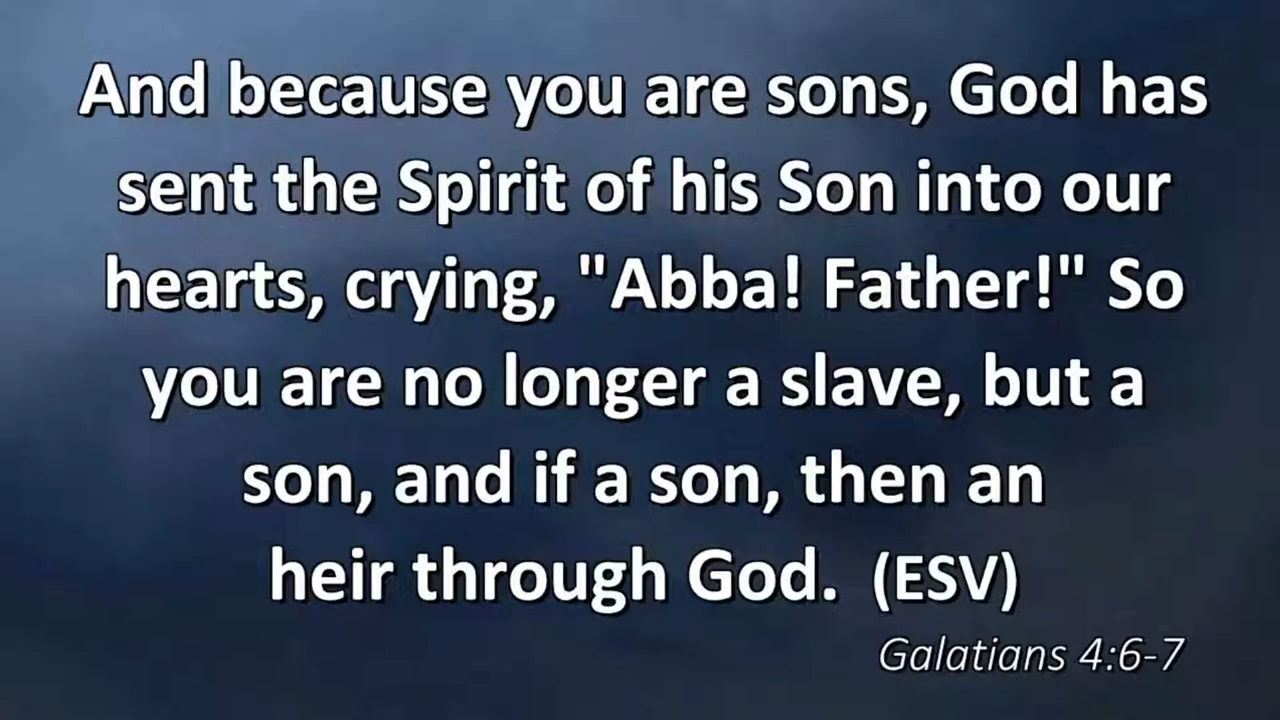 And because you are sons, God has
sent the Spirit of his Son into our
hearts, crying, "Abba! Father!" So
you are no longer a slave, but a
son, and if a son, then an
heir through God.  (ESV)
Galatians 4:6-7